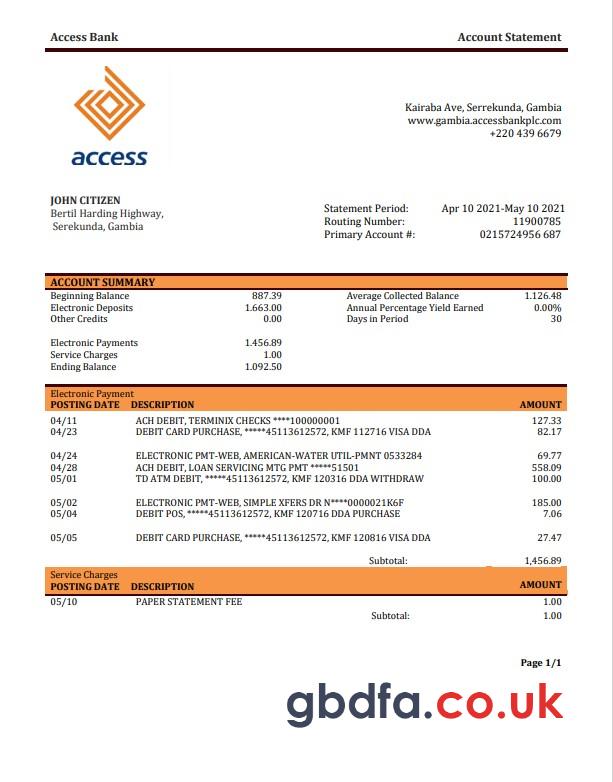 Access Bank Account Statement
access
Kairaba Ave, Serrekunda, Gambia
www.gambia.accessbankplc.com
+220 439 6679
JOHN CITIZEN
Bertil Harding Highway,
Serekunda, Gambia
Statement Period: Apr 10 2021-May 10 2021
Routing Number: 11900785
Primary Account #: 0215724956 687
ACCOUNT SUMMARY
Beginning Balance 887.39 Average Collected Balance 1.126.48
Electronic Deposits 1.663.00 Annual Percentage Yield Earned 0.00%
Other Credits 0.00 Days in Period 30
Electronic Payments 1.456.89
Service Charges 1.00
Ending Balance 1.092.50
Electronic Payment
POSTING DATE DESCRIPTION AMOUNT
04/11 ACH DEBIT, TERMINIX CHECKS ****100000001 127.33
04/23 DEBIT CARD PURCHASE, *****45113612572, KMF 112716 VISA DDA 82.17
04/24 ELECTRONIC PMT-WEB, AMERICAN-WATER UTIL-PMNT 0533284 69.77
04/28 ACH DEBIT, LOAN SERVICING MTG PMT *****51501 558.09
05/01 TD ATM DEBIT, *****45113612572, KMF 120316 DDA WITHDRAW 100.00
05/02 ELECTRONIC PMT-WEB, SIMPLE XFERS DR N****0000021K6F 185.00
05/04 DEBIT POS, *****45113612572, KMF 120716 DDA PURCHASE 7.06
05/05 DEBIT CARD PURCHASE, *****45113612572, KMF 120816 VISA DDA 27.47
Subtotal: 1,456.89
Service Charges
POSTING DATE DESCRIPTION AMOUNT
05/10 PAPER STATEMENT FEE 1.00
Subtotal: 1.00
Page 1/1
gbdfa.co.uk